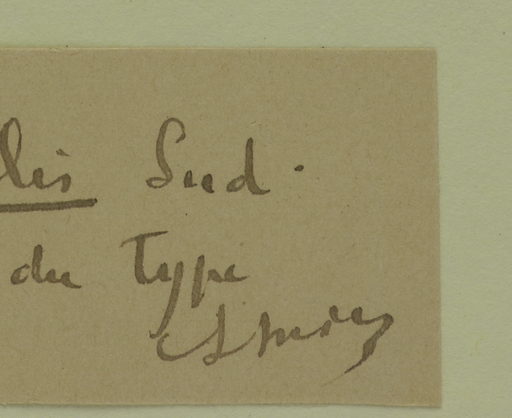 lis Sud.
du Type